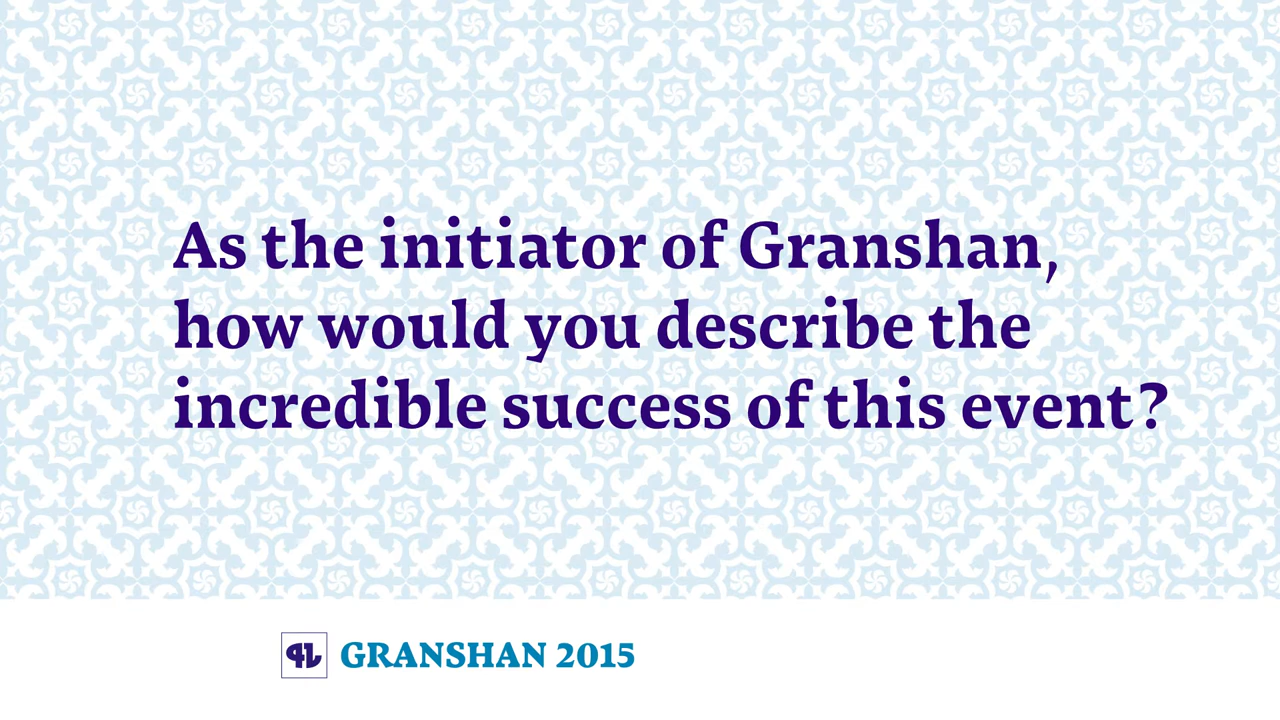 As the initiator of Granshan,
how would you describe the
incredible success of this event?
GRANSHAN 2015